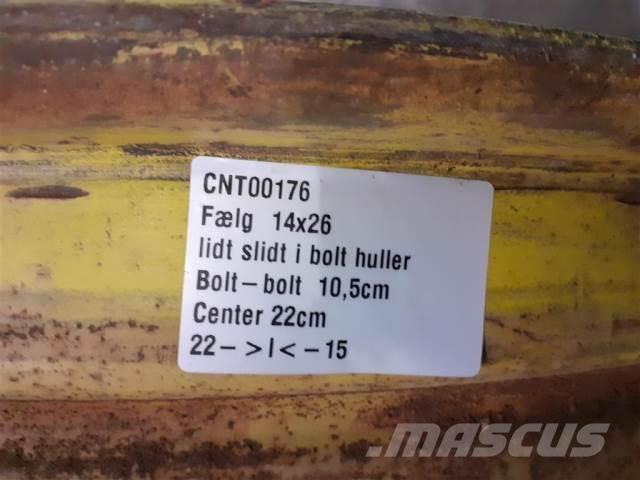 CNT00176
Fælg 14x26
lidt slidt i bolt huller
Bolt-bolt 10,5cm
Center 22cm
22- >I< -15
MASCUS